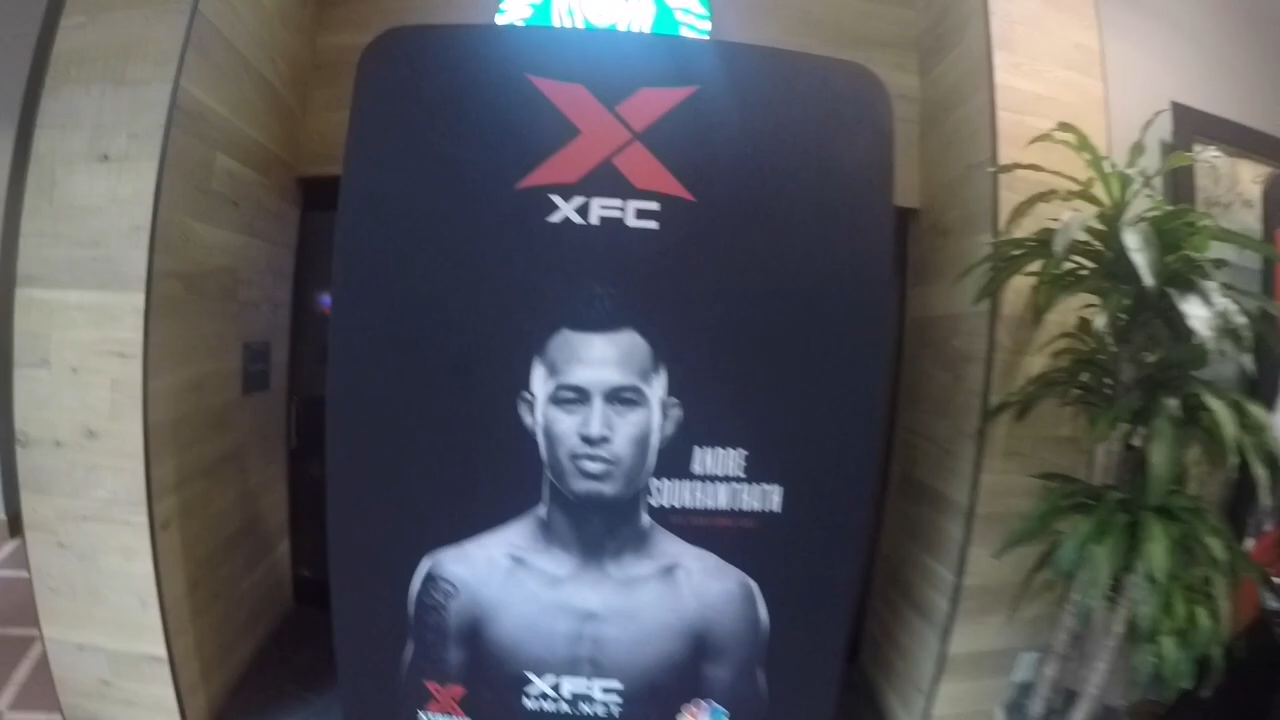 XFC
ANDRE
SOUKHAMTHATH
XFC
MMA.NET